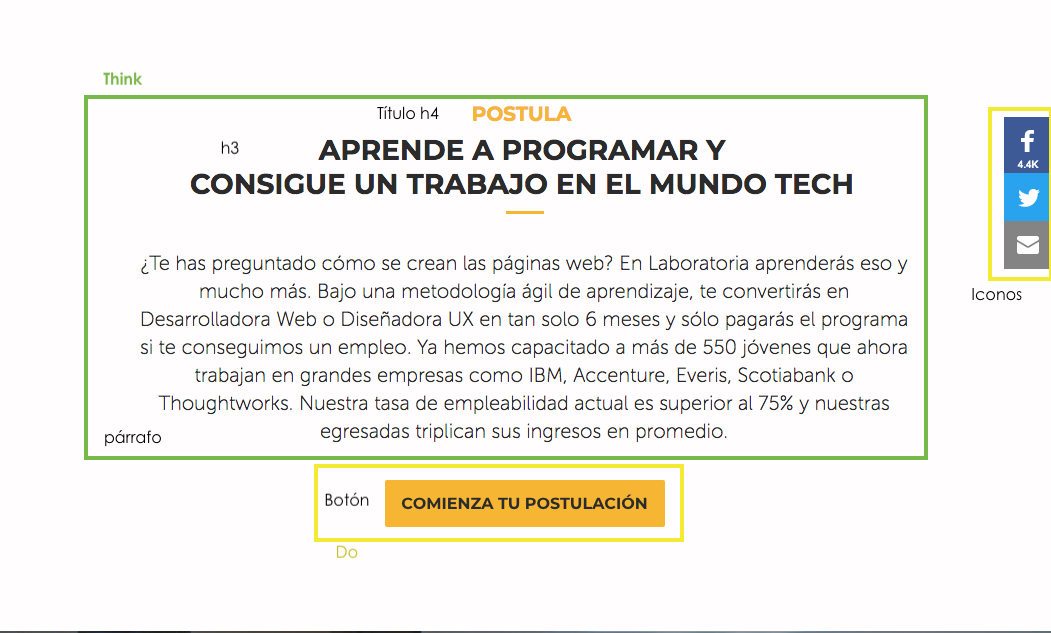 Think
Título h4 POSTULA
h3 APRENDE A PROGRAMAR Y
CONSIGUE UN TRABAJO EN EL MUNDO TECH
¿Te has preguntado cómo se crean las páginas web? En Laboratoria aprenderás eso y
mucho más. Bajo una metodología ágil de aprendizaje, te convertirás en
Desarrolladora Web o Diseñadora UX en tan solo 6 meses y sólo pagarás el programa
si te conseguimos un empleo. Ya hemos capacitado a más de 550 jóvenes que ahora
trabajan en grandes empresas como IBM, Accenture, Everis, Scotiabank o
Thoughtworks. Nuestra tasa de empleabilidad actual es superior al 75% y nuestras
egresadas triplican sus ingresos en promedio.
párrafo
Botón COMIENZA TU POSTULACIÓN
Do
4.4K
Iconos